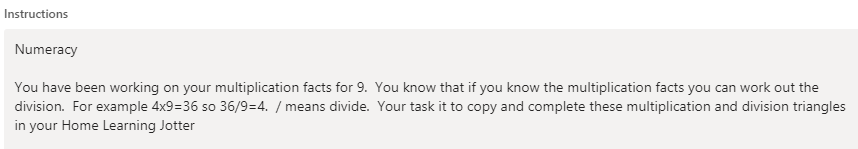 Instructions
Numeracy
You have been working on your multiplication facts for 9.  You know that if you know the multiplication facts you can work out the
division.  For example 4x9=36 so 36/9=4.  / means divide.  Your task it to copy and complete these multiplication and division triangles
in your Home Learning Jotter